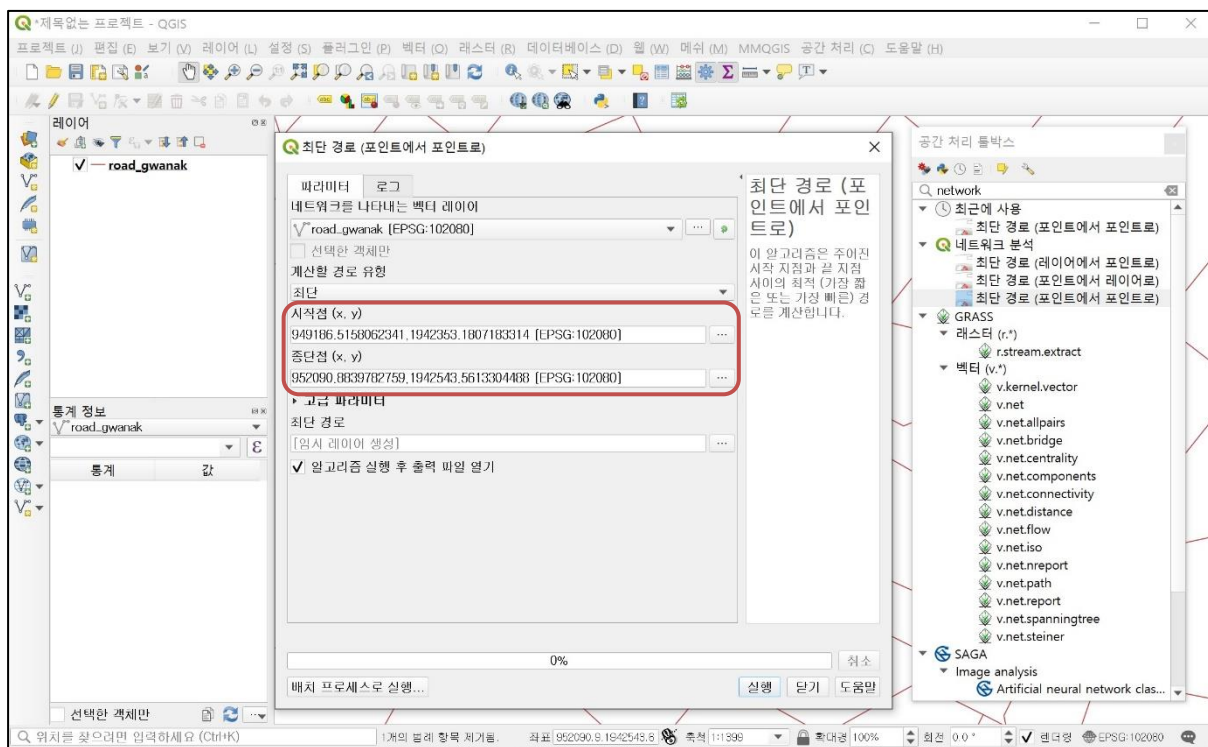 *제목없는 프로젝트 - QGIS
프로젝트 (J) 편집 (E) 보기 (V) 레이어 (L) 설정 (S) 플러그인 (P) 벡터 (O) 래스터 (R) 데이터베이스 (D) 웹 (W) 메쉬 (M) MMQGIS 공간 처리 (C) 도움말 (H)
레이어
road_gwanak
통계 정보
road_gwanak
통계 값
선택한 객체만
최단 경로 (포인트에서 포인트로)
파라미터 로그
네트워크를 나타내는 벡터 레이어
road_gwanak [EPSG:102080]
선택한 객체만
계산할 경로 유형
최단
시작점 (x, y)
949186.5158062341,1942353.1807183314 [EPSG:102080]
종단점 (x, y)
952090.8839782759,1942543.5613304488 [EPSG:102080]
고급 파라미터
최단 경로
[임시 레이어 생성]
알고리즘 실행 후 출력 파일 열기
최단 경로 (포
인트에서 포인
트로)
이 알고리즘은 주어진
시작 지점과 끝 지점
사이의 최적 (가장 짧
은 또는 가장 빠른) 경
로를 계산합니다.
0%
취소
배치 프로세스로 실행...
실행 닫기 도움말
공간 처리 툴박스
network
최근에 사용
최단 경로 (포인트에서 포인트로)
네트워크 분석
최단 경로 (레이어에서 포인트로)
최단 경로 (포인트에서 레이어로)
최단 경로 (포인트에서 포인트로)
GRASS
래스터 (r.*)
r.stream.extract
벡터 (v.*)
v.kernel.vector
v.net
v.net.allpairs
v.net.bridge
v.net.centrality
v.net.components
v.net.connectivity
v.net.distance
v.net.flow
v.net.iso
v.net.nreport
v.net.path
v.net.report
v.net.spanningtree
v.net.steiner
SAGA
Image analysis
Artificial neural network clas...
위치를 찾으려면 입력하세요 (Ctrl+K) 1개의 범례 항목 제거됨. 좌표 952090.9,1942543.6 축척 1:1399 확대경 100% 회전 0.0 ° 렌더링 EPSG:102080